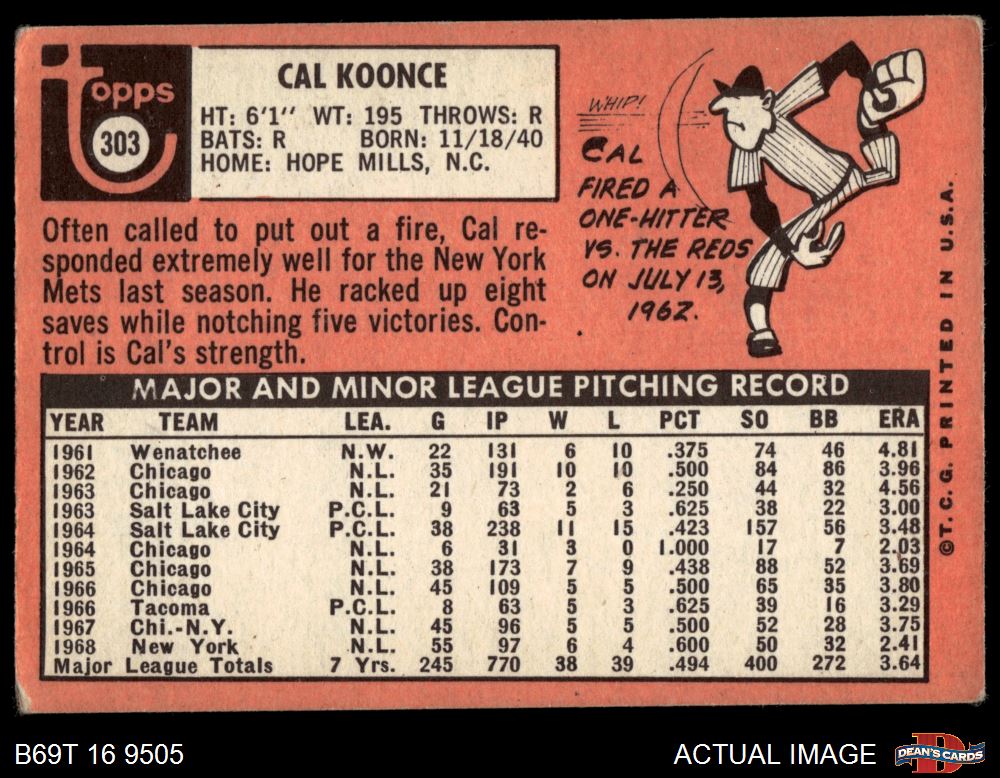 topps
303
CAL KOONCE
HT: 6'1" WT: 195 THROWS: R
BATS: R BORN: 11/18/40
HOME: HOPE MILLS, N.C.
Often called to put out a fire, Cal re-
sponded extremely well for the New York
Mets last season. He racked up eight
saves while notching five victories. Con-
trol is Cal's strength.
WHIP!
CAL
FIRED A
ONE-HITTER
VS. THE REDS
ON JULY 13,
1962.
MAJOR AND MINOR LEAGUE PITCHING RECORD
YEAR TEAM LEA. G IP W L PCT SO BB ERA
1961 Wenatchee N.W. 22 131 6 10 .375 74 46 4.81
1962 Chicago N.L. 35 191 10 10 .500 84 86 3.96
1963 Chicago N.L. 21 73 2 6 .250 44 32 4.56
1963 Salt Lake City P.C.L. 9 63 5 3 .625 38 22 3.00
1964 Salt Lake City P.C.L. 38 238 11 15 .423 157 56 3.48
1964 Chicago N.L. 6 31 3 0 1.000 17 7 2.03
1965 Chicago N.L. 38 173 7 9 .438 88 52 3.69
1966 Chicago N.L. 45 109 5 5 .500 65 35 3.80
1966 Tacoma P.C.L. 8 63 5 3 .625 39 16 3.29
1967 Chi.-N.Y. N.L. 45 96 5 5 .500 52 28 3.75
1968 New York N.L. 55 97 6 4 .600 50 32 2.41
Major League Totals 7 Yrs. 245 770 38 39 .494 400 272 3.64
©T.C.G. PRINTED IN U.S.A.
B69T 16 9505
ACTUAL IMAGE
DEAN'S CARDS